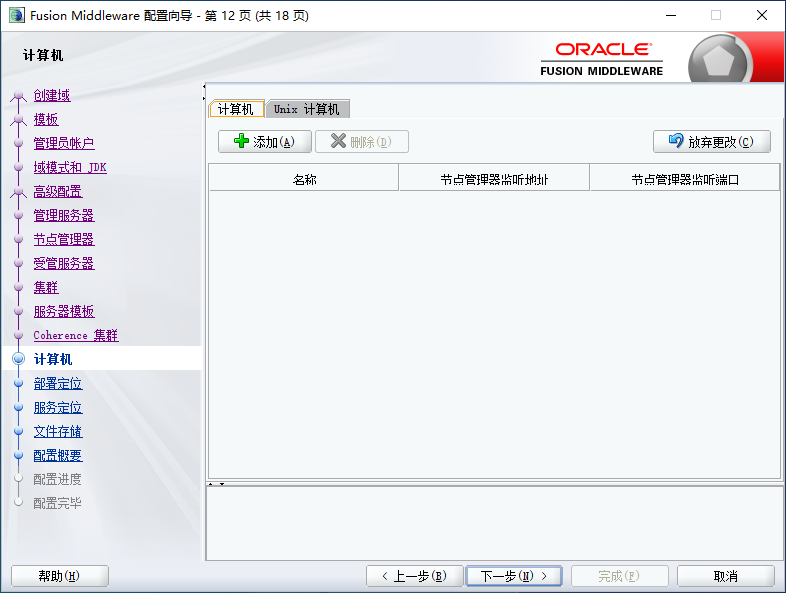 Fusion Middleware 配置向导 - 第 12 页 (共 18 页)
计算机
ORACLE
FUSION MIDDLEWARE
创建域
模板
管理员帐户
域模式和 JDK
高级配置
管理服务器
节点管理器
受管服务器
集群
服务器模板
Coherence 集群
计算机
部署定位
服务定位
文件存储
配置概要
配置进度
配置完毕
计算机 Unix 计算机
添加(A) 删除(D) 放弃更改(C)
名称 节点管理器监听地址 节点管理器监听端口
帮助(H) < 上一步(B) 下一步(N) > 完成(F) 取消